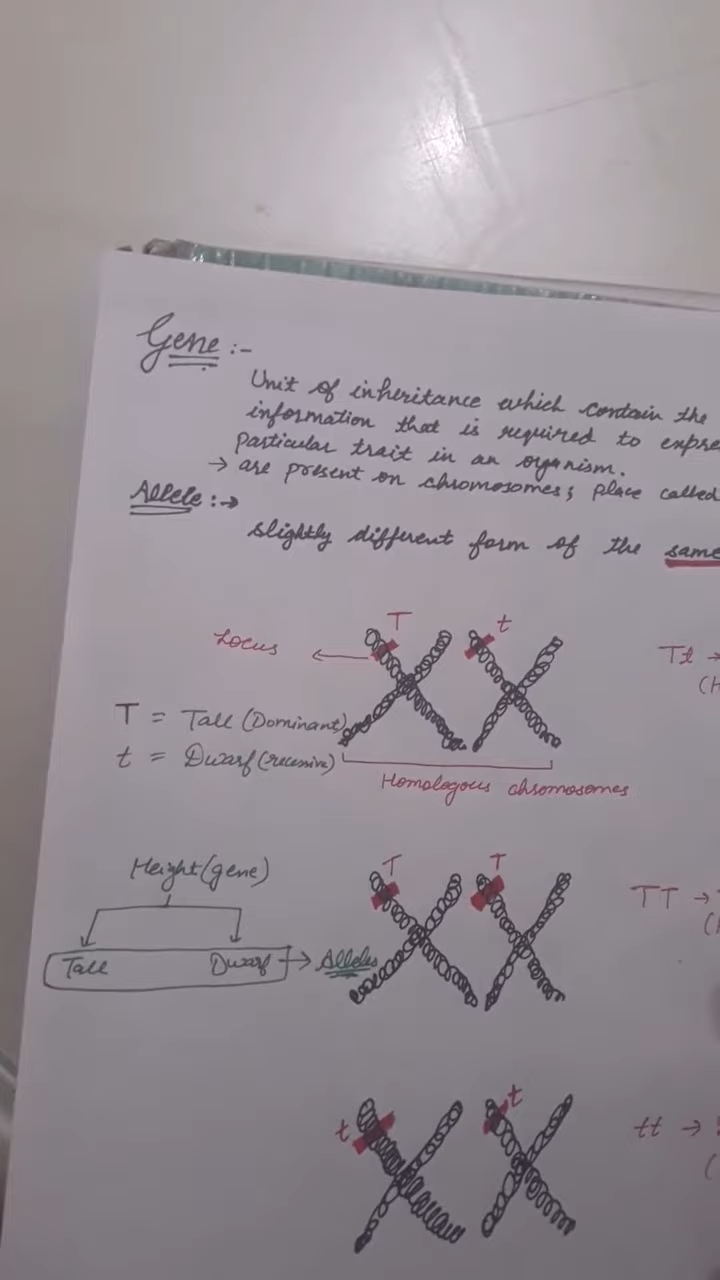 Gene :-
Unit of inheritance which contain the
information that is required to expre
particular trait in an organism.
→ are present on chromosomes; place called
Allele :→
slightly different form of the same
T t
Locus ←
Tt →
(H
T = Tall (Dominant)
t = Dwarf (recessive)
Homologous chromosomes
Height (gene)
T T
TT →
(H
Tall Dwarf → Alleles
t t
tt →
(